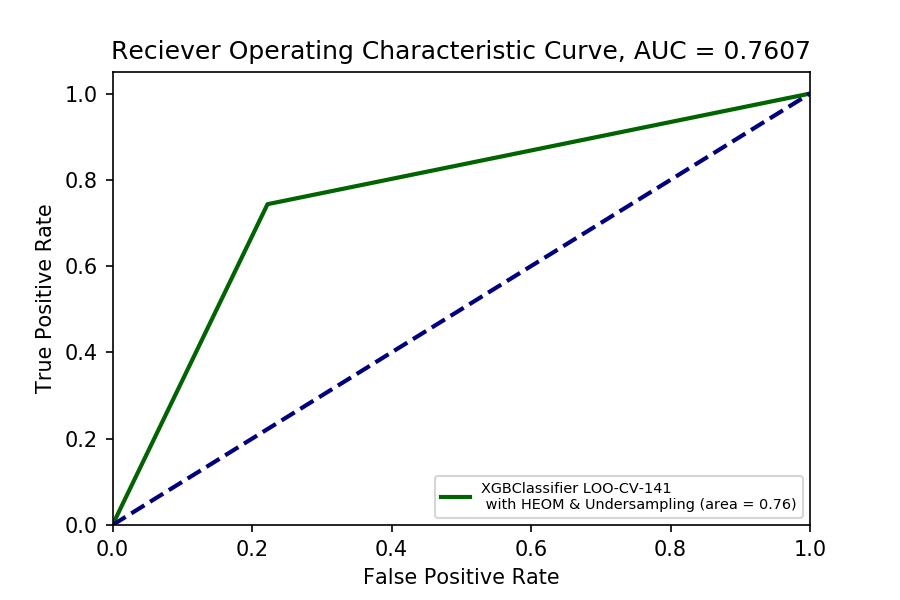 Reciever Operating Characteristic Curve, AUC = 0.7607
True Positive Rate
1.0
0.8
0.6
0.4
0.2
0.0
XGBClassifier LOO-CV-141
with HEOM & Undersampling (area = 0.76)
0.0 0.2 0.4 0.6 0.8 1.0
False Positive Rate